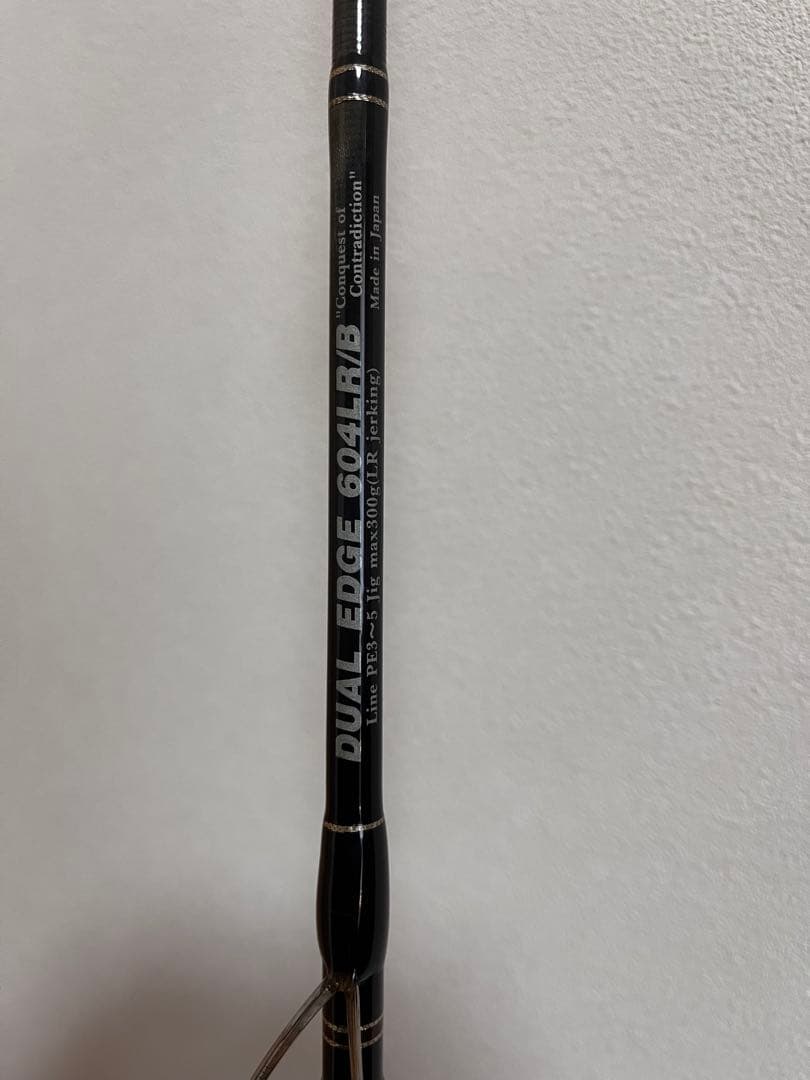 DUAL EDGE 604LR/B
"Conquest of
Contradiction"
Line PE3～5 Jig max300g(LR jerking)
Made in Japan